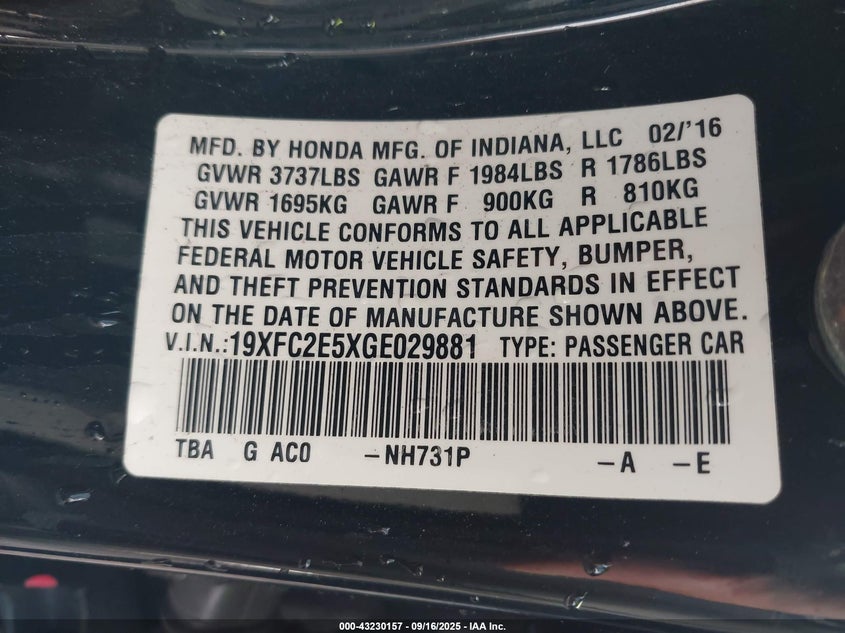 MFD. BY HONDA MFG. OF INDIANA, LLC 02/'16
GVWR 3737LBS GAWR F 1984LBS R 1786LBS
GVWR 1695KG GAWR F 900KG R 810KG
THIS VEHICLE CONFORMS TO ALL APPLICABLE
FEDERAL MOTOR VEHICLE SAFETY, BUMPER,
AND THEFT PREVENTION STANDARDS IN EFFECT
ON THE DATE OF MANUFACTURE SHOWN ABOVE.
V.I.N.:19XFC2E5XGE029881 TYPE: PASSENGER CAR
TBA G AC0 -NH731P -A -E
000-43230157 - 09/16/2025 - IAA Inc.